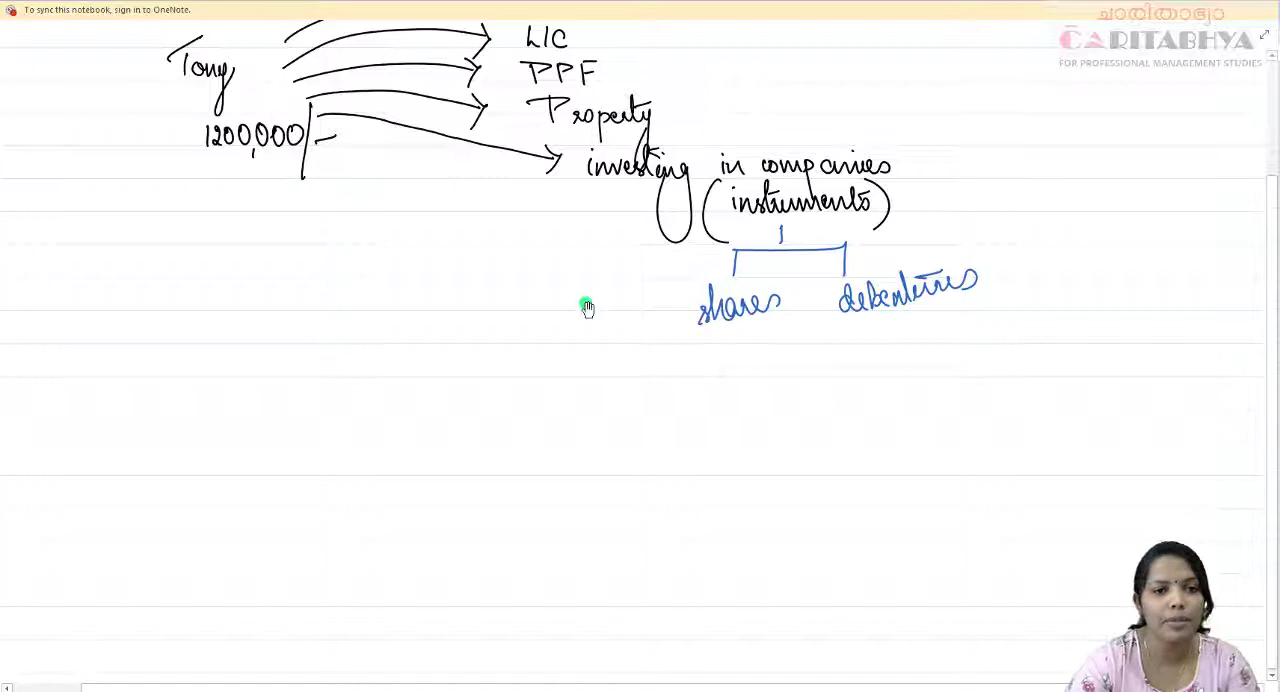 To sync this notebook, sign in to OneNote.
ചാരിതാഭ്യാ
CARITABHYA
FOR PROFESSIONAL MANAGEMENT STUDIES
LIC
Tony
PPF
Property
1200,000
investing in companies
(instruments)
shares debentures